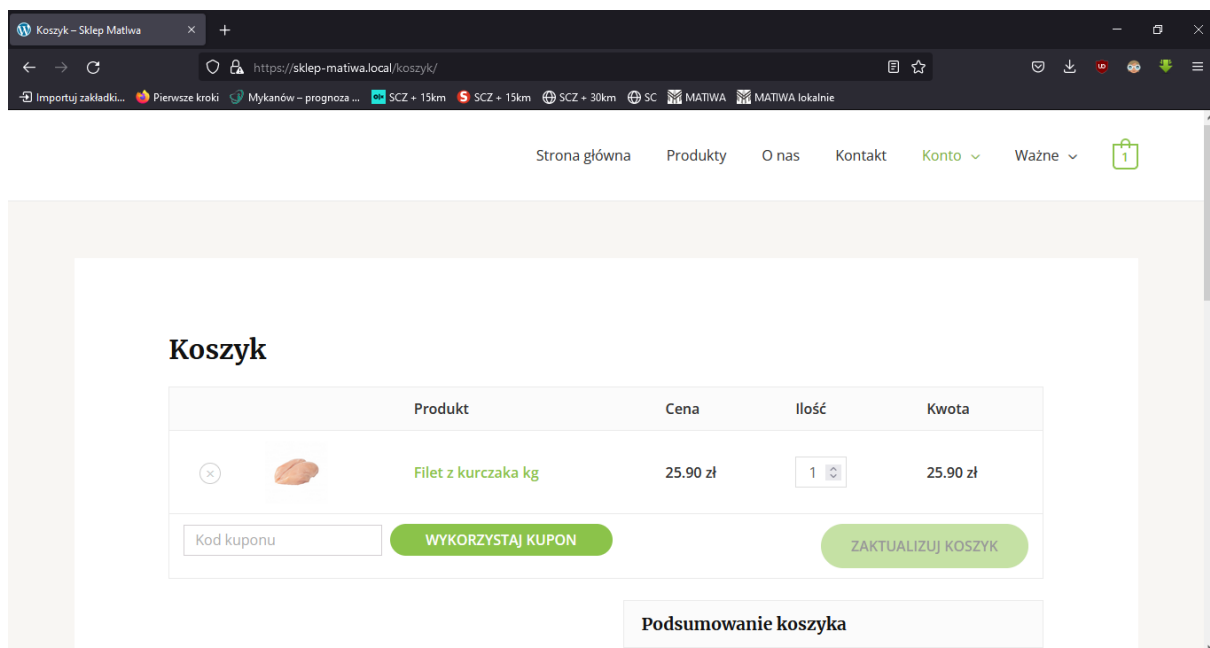 Koszyk – Sklep Matiwa
https://sklep-matiwa.local/koszyk/
Importuj zakładki... Pierwsze kroki Mykanów – prognoza ... SCZ + 15km SCZ + 15km SCZ + 30km SC MATIWA MATIWA lokalnie
Strona główna Produkty O nas Kontakt Konto Ważne 1
Koszyk
Produkt Cena Ilość Kwota
Filet z kurczaka kg 25.90 zł 1 25.90 zł
Kod kuponu WYKORZYSTAJ KUPON ZAKTUALIZUJ KOSZYK
Podsumowanie koszyka